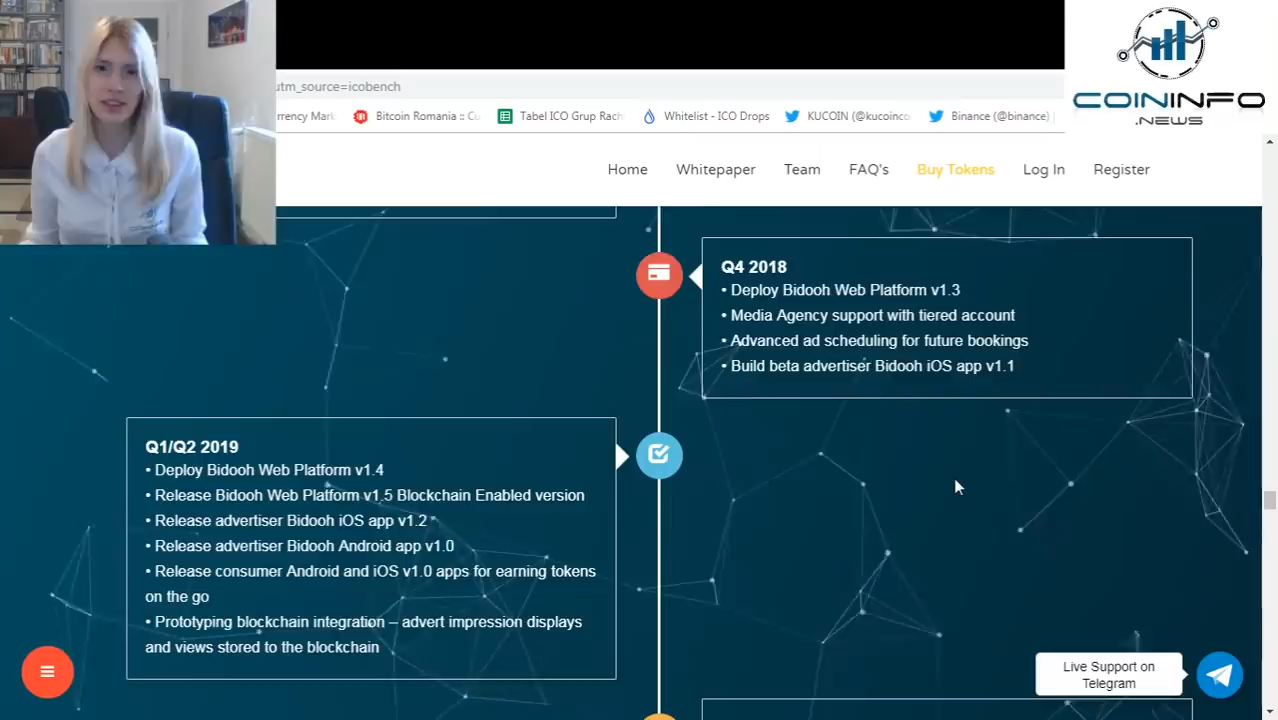 COININFO
.NEWS
utm_source=icobench
rrency Mark
Bitcoin Romania :: Cu
Tabel ICO Grup Rach
Whitelist - ICO Drops
KUCOIN (@kucoinco
Binance (@binance)
Home
Whitepaper
Team
FAQ's
Buy Tokens
Log In
Register
Q4 2018
• Deploy Bidooh Web Platform v1.3
• Media Agency support with tiered account
• Advanced ad scheduling for future bookings
• Build beta advertiser Bidooh iOS app v1.1
Q1/Q2 2019
• Deploy Bidooh Web Platform v1.4
• Release Bidooh Web Platform v1.5 Blockchain Enabled version
• Release advertiser Bidooh iOS app v1.2
• Release advertiser Bidooh Android app v1.0
• Release consumer Android and iOS v1.0 apps for earning tokens
on the go
• Prototyping blockchain integration – advert impression displays
and views stored to the blockchain
Live Support on
Telegram